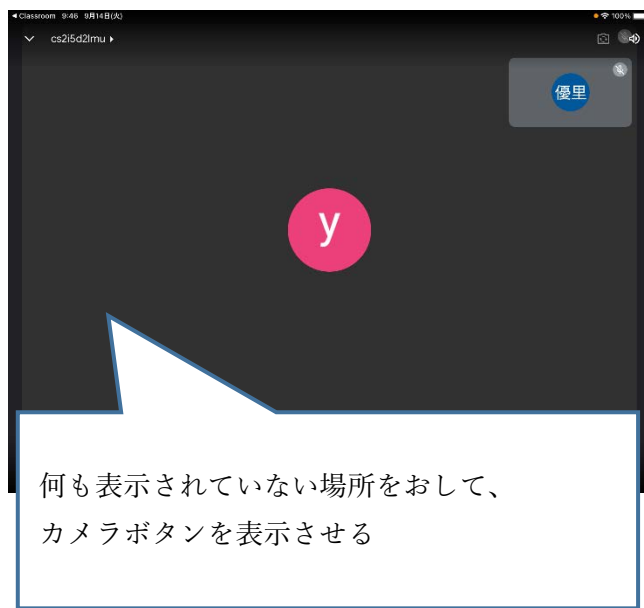 Classroom 9:46 9月14日(火) 100%
cs2i5d2lmu
優里
y
何も表示されていない場所をおして、
カメラボタンを表示させる